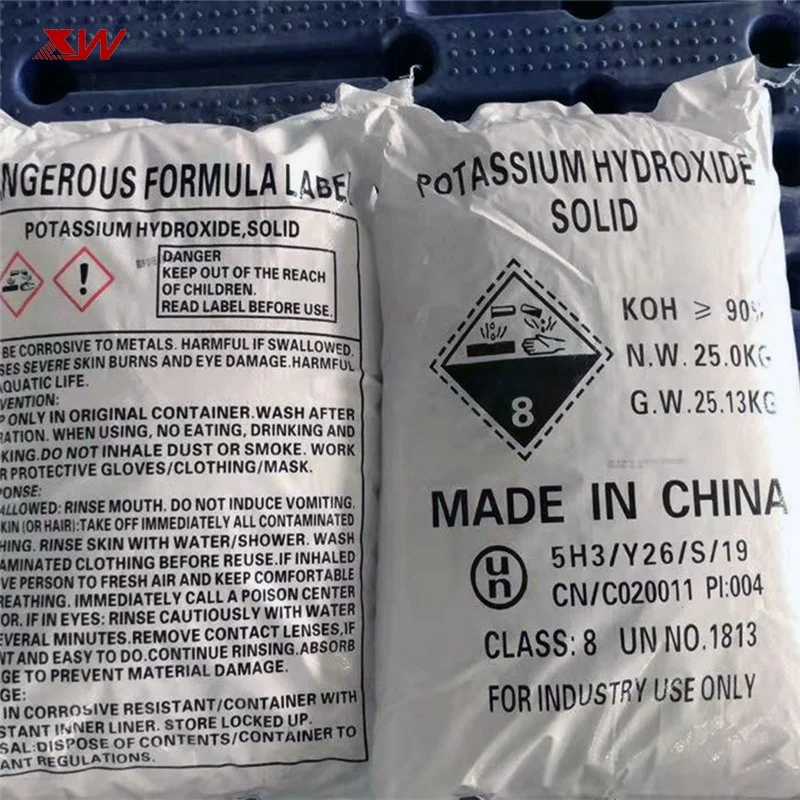 XW
NGEROUS FORMULA LABEL
POTASSIUM HYDROXIDE,SOLID
DANGER
KEEP OUT OF THE REACH
OF CHILDREN.
READ LABEL BEFORE USE.
BE CORROSIVE TO METALS. HARMFUL IF SWALLOWED.
SES SEVERE SKIN BURNS AND EYE DAMAGE.HARMFUL
AQUATIC LIFE.
VENTION:
P ONLY IN ORIGINAL CONTAINER.WASH AFTER
RATION. WHEN USING, NO EATING, DRINKING AND
KING.DO NOT INHALE DUST OR SMOKE. WORK
R PROTECTIVE GLOVES/CLOTHING/MASK.
PONSE:
ALLOWED: RINSE MOUTH. DO NOT INDUCE VOMITING.
KIN (OR HAIR):TAKE OFF IMMEDIATELY ALL CONTAMINATED
HING. RINSE SKIN WITH WATER/SHOWER. WASH
AMINATED CLOTHING BEFORE REUSE.IF INHALED
VE PERSON TO FRESH AIR AND KEEP COMFORTABLE
REATHING. IMMEDIATELY CALL A POISON CENTER
OR. IF IN EYES: RINSE CAUTIOUSLY WITH WATER
EVERAL MINUTES.REMOVE CONTACT LENSES,IF
NT AND EASY TO DO.CONTINUE RINSING.ABSORB
GE TO PREVENT MATERIAL DAMAGE.
GE:
IN CORROSIVE RESISTANT/CONTAINER WITH
STANT INNER LINER. STORE LOCKED UP.
SAL:DISPOSE OF CONTENTS/CONTAINER TO
ANT REGULATIONS.
POTASSIUM HYDROXIDE
SOLID
8
KOH ≥ 90%
N.W. 25.0KG
G.W.25.13KG
MADE IN CHINA
un
5H3/Y26/S/19
CN/C020011 PI:004
CLASS: 8 UN NO.1813
FOR INDUSTRY USE ONLY